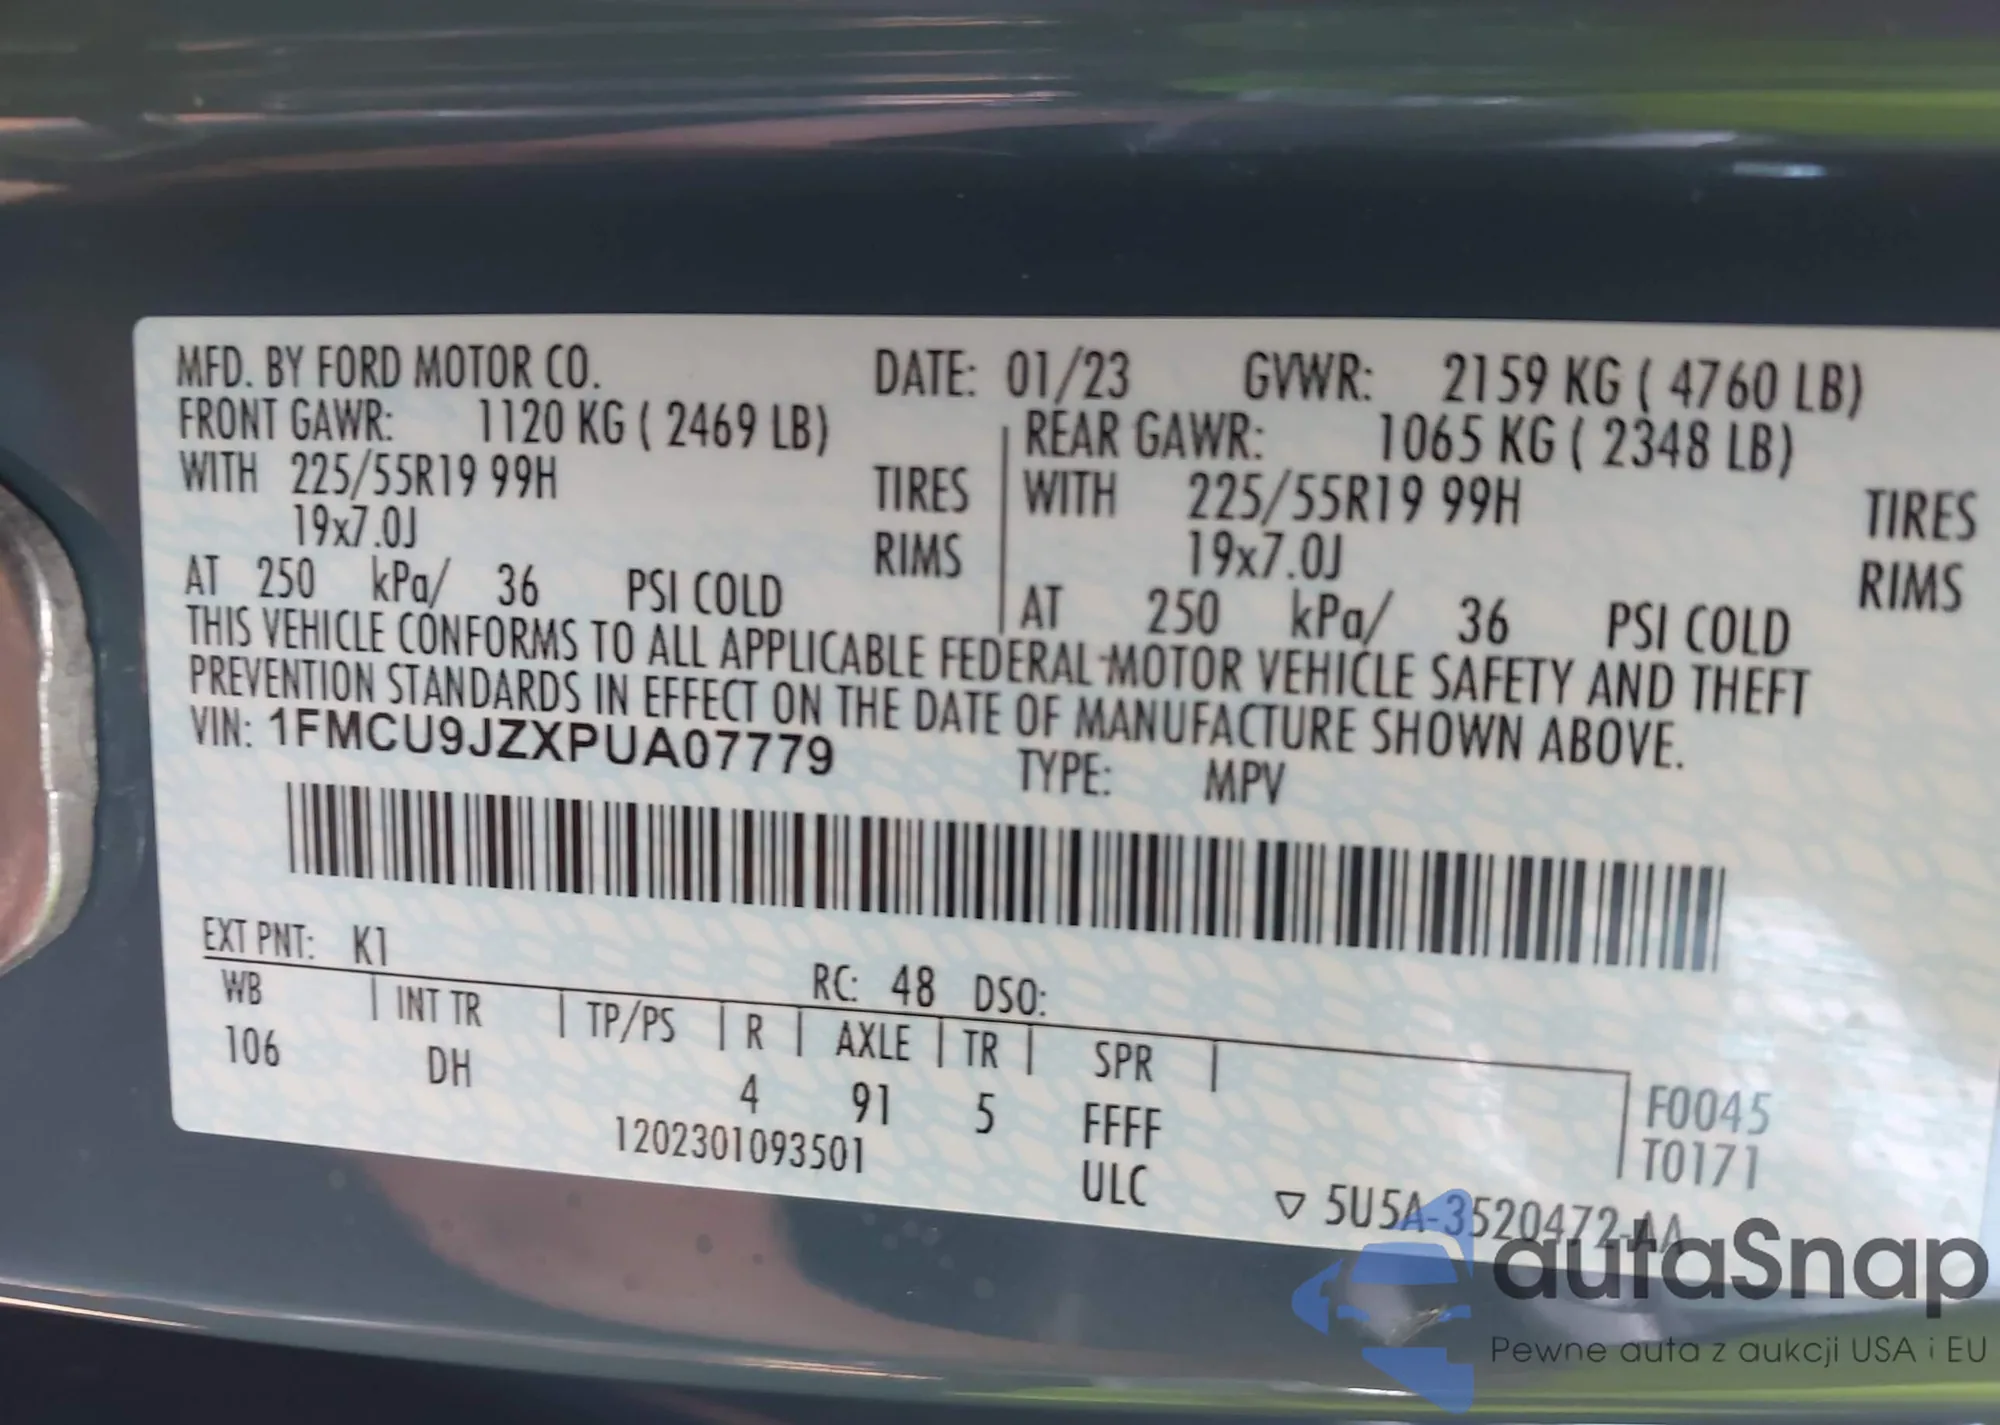 MFD. BY FORD MOTOR CO. DATE: 01/23 GVWR: 2159 KG ( 4760 LB)
FRONT GAWR: 1120 KG ( 2469 LB) REAR GAWR: 1065 KG ( 2348 LB)
WITH 225/55R19 99H TIRES WITH 225/55R19 99H TIRES
19x7.0J RIMS 19x7.0J RIMS
AT 250 kPa/ 36 PSI COLD AT 250 kPa/ 36 PSI COLD
THIS VEHICLE CONFORMS TO ALL APPLICABLE FEDERAL MOTOR VEHICLE SAFETY AND THEFT
PREVENTION STANDARDS IN EFFECT ON THE DATE OF MANUFACTURE SHOWN ABOVE.
VIN: 1FMCU9JZXPUA07779 TYPE: MPV
EXT PNT: K1 RC: 48 DSO:
WB INT TR TP/PS R AXLE TR SPR
106 DH 4 91 5 FFFF F0045
1202301093501 ULC T0171
▽ 5U5A-3520472-AA
autaSnap
Pewne auta z aukcji USA i EU